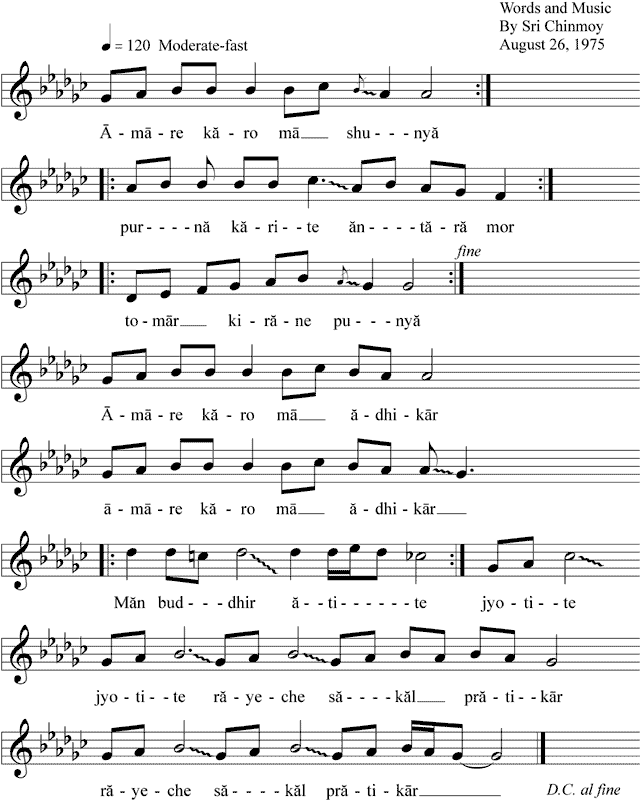 Words and Music
By Sri Chinmoy
August 26, 1975
♩ = 120 Moderate-fast
Ā - mā - re kă - ro mā___ shu - - - nyă
pur - - - - nă kă - ri - te ăn - - - - tă - ră mor
fine
to - mār___ ki - ră - ne pu - - - nyă
Ā - mā - re kă - ro mā___ ă - dhi - kār
ā - mā - re kă - ro mā___ ă - dhi - kār___
Măn bud - - - dhir ă - ti - - - - - - te jyo - ti - te
jyo - ti - te ră - ye - che să - - - - kăl___ pră - ti - kār
ră - ye - che să - - - - kăl pră - ti - kār___
D.C. al fine